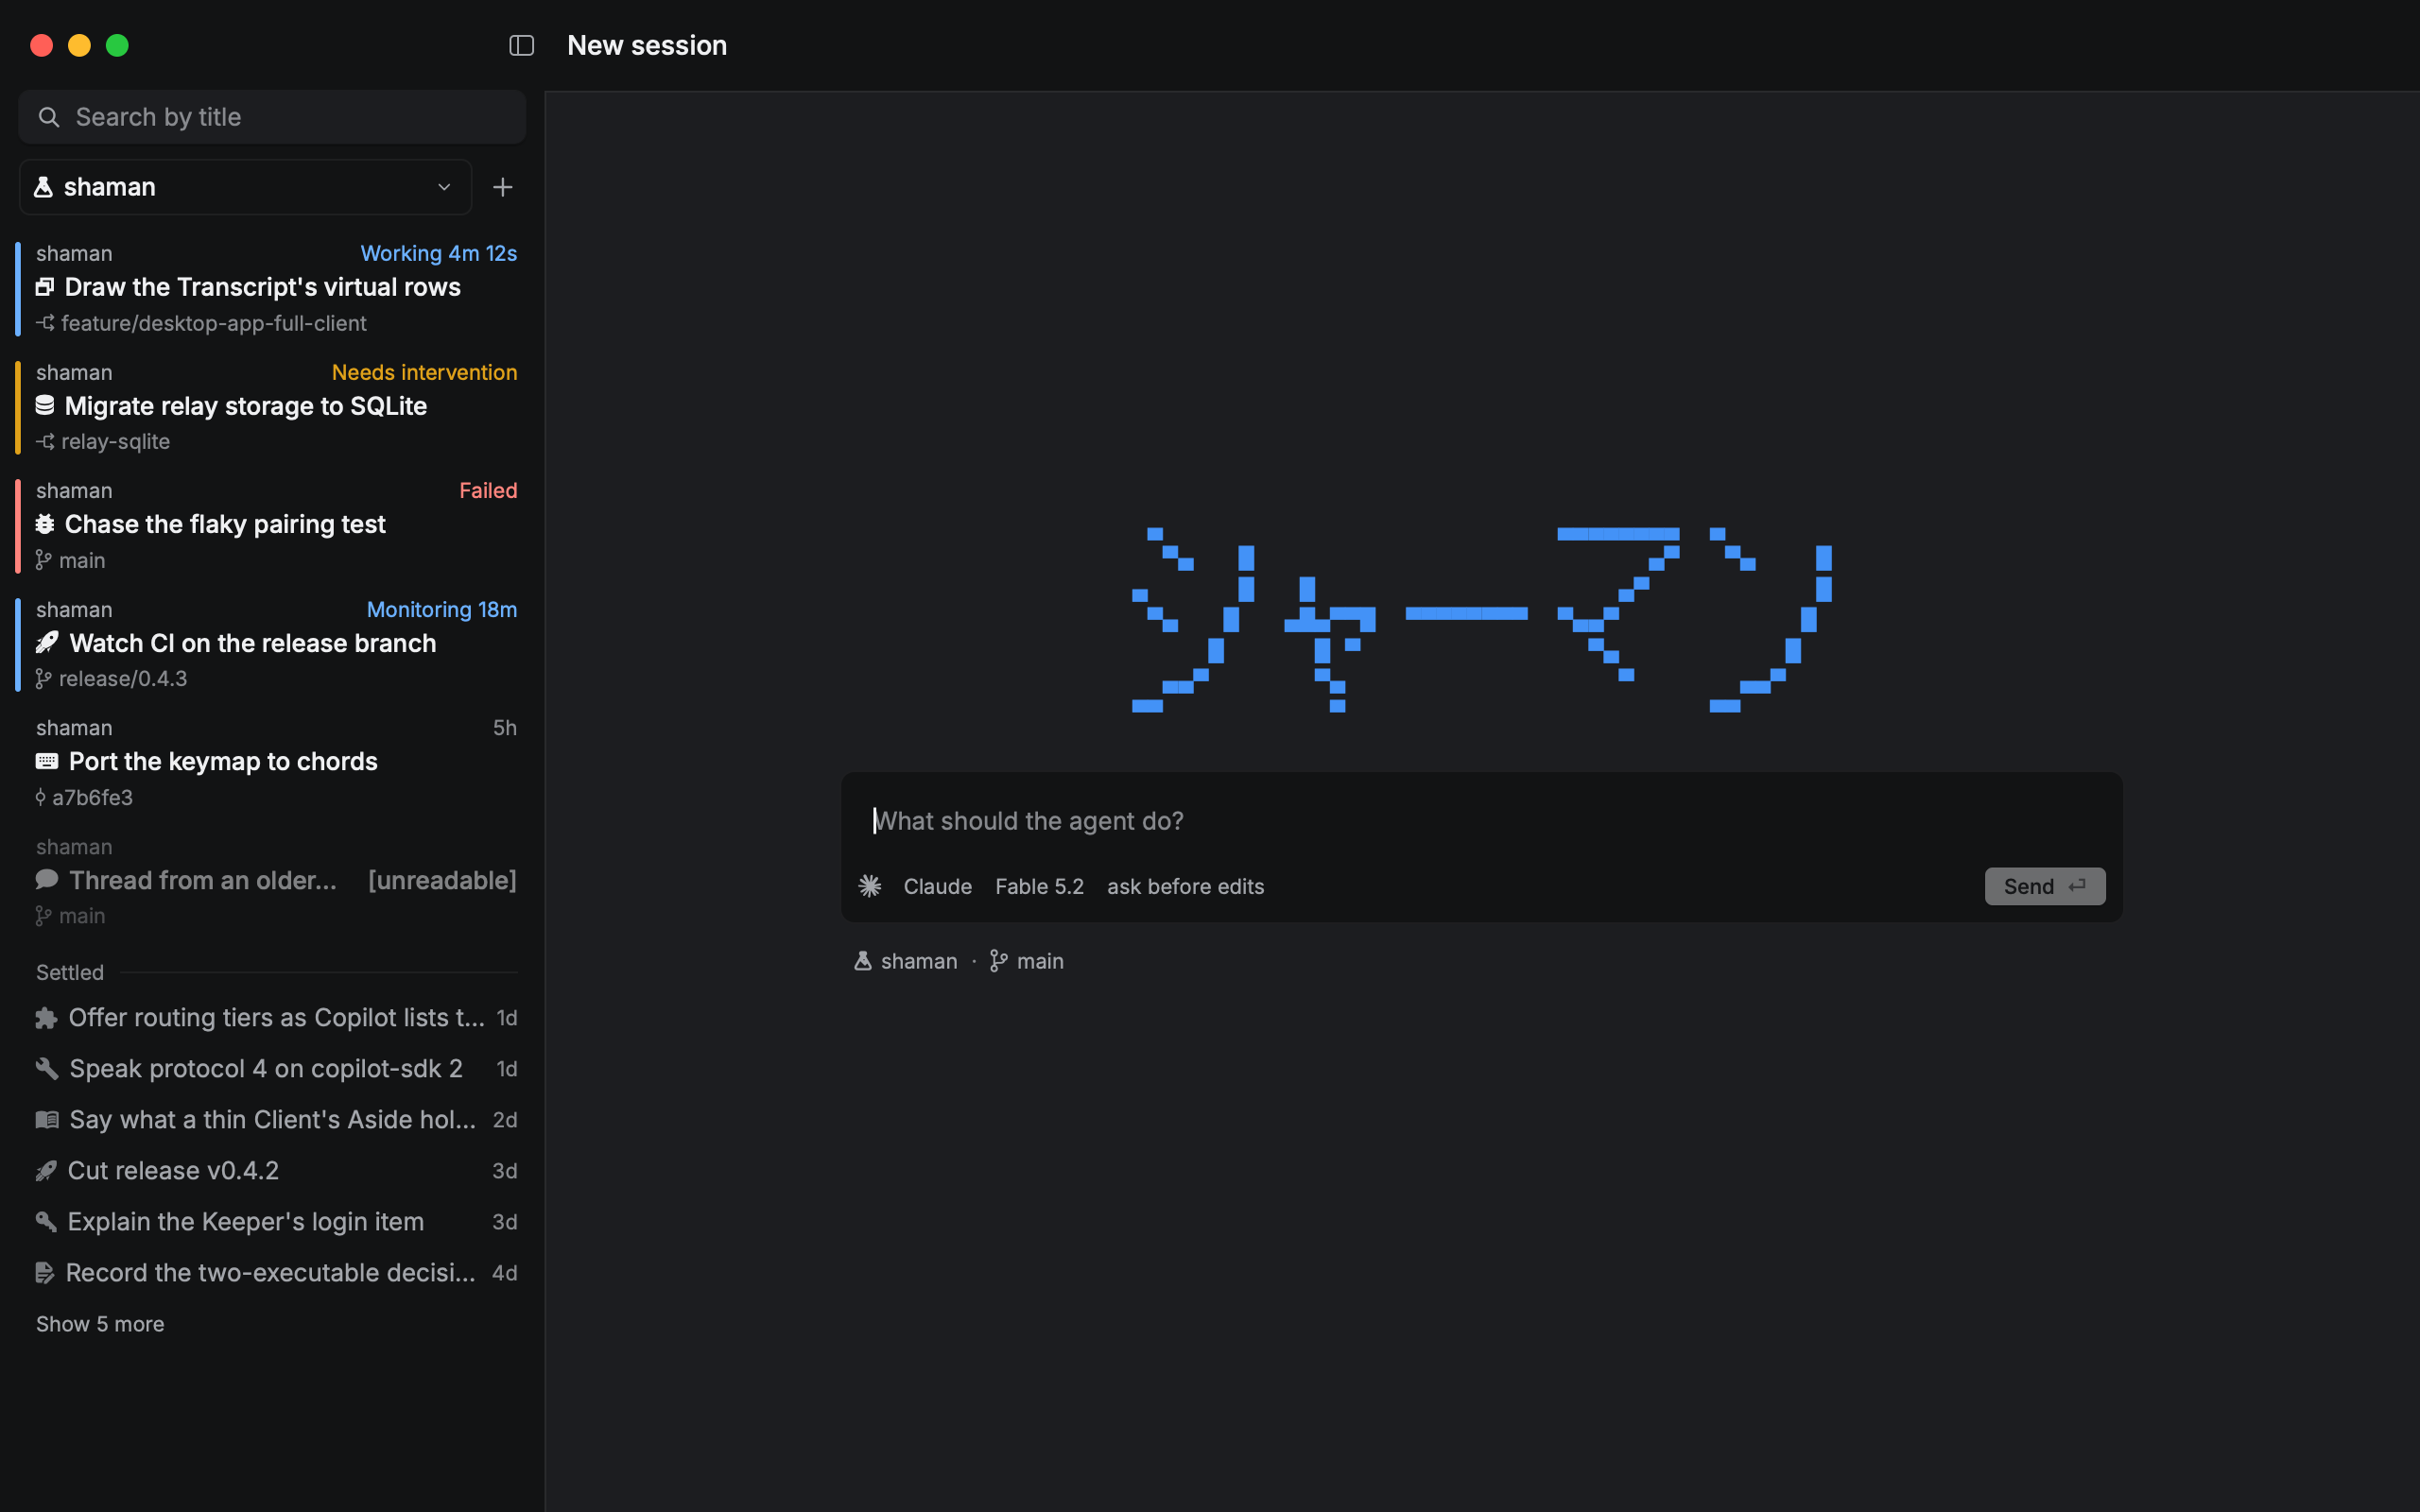 New session
Search by title
shaman
shaman Working 4m 12s
Draw the Transcript's virtual rows
feature/desktop-app-full-client
shaman Needs intervention
Migrate relay storage to SQLite
relay-sqlite
shaman Failed
Chase the flaky pairing test
main
shaman Monitoring 18m
Watch CI on the release branch
release/0.4.3
shaman 5h
Port the keymap to chords
a7b6fe3
shaman
Thread from an older... [unreadable]
main
Settled
Offer routing tiers as Copilot lists t... 1d
Speak protocol 4 on copilot-sdk 2 1d
Say what a thin Client's Aside hol... 2d
Cut release v0.4.2 3d
Explain the Keeper's login item 3d
Record the two-executable decisi... 4d
Show 5 more
シャーマン
What should the agent do?
Claude Fable 5.2 ask before edits Send
shaman · main